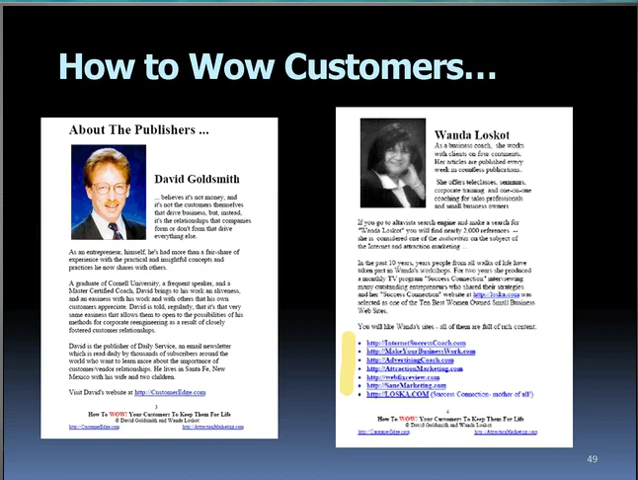 How to Wow Customers...
About The Publishers ...
David Goldsmith
... believes it's not money, and
it's not the customers themselves
that drive business, but, instead,
it's the relationships that companies
form or don't form that drive
everything else.
As an entrepreneur, himself, he's had more than a fair-share of
experience with the practical and insightful concepts and
practices he now shares with others.
A graduate of Cornell University, a frequent speaker, and a
Master Certified Coach, David brings to his work an aliveness,
and an easiness with his work and others that his own
customers appreciate. David is told, regularly, that it's that very
same easiness that allows them to open to the possibilities of his
methods for corporate reengineering as a result of closely
fostered customer relationships.
David is the publisher of Daily Service, an email newsletter
which is read daily by thousands of subscribers around the
world who want to learn more about the importance of
customer/vendor relationships. He lives in Santa Fe, New
Mexico with his wife and two children.
Visit David's website at http://CustomerEdge.com
3
How To WOW! Your Customers To Keep Them For Life
© David Goldsmith and Wanda Loskot
http://CustomerEdge.com http://AttractionMarketing.com
Wanda Loskot
As a business coach, she works
with clients on four continents.
Her articles are published every
week in countless publications.
She offers teleclasses, seminars,
corporate training and one-on-one
coaching for sales professionals
and small business owners
If you go to altavista search engine and make a search for
"Wanda Loskot" you will find nearly 2,000 references --
she is considered one of the authorities on the subject of
the Internet and attraction marketing ...
In the past 10 years, years people from all walks of life have
taken part in Wanda's workshops. For two years she produced
a monthly TV program "Success Connection" interviewing
many outstanding entrepreneurs who shared their strategies
and her "Success Connection" website at http://loska.com was
selected as one of the Ten Best Women Owned Small Business
Web Sites.
You will like Wanda's sites - all of them are full of rich content:
• http://InternetSuccessCoach.com
• http://MakeYourBusinessWork.com
• http://AdvertisingCoach.com
• http://AttractionMarketing.com
• http://websitereview.com
• http://SaneMarketing.com
• http://LOSKA.COM (Success Connection- mother of all!)
4
How To WOW! Your Customers To Keep Them For Life
© David Goldsmith and Wanda Loskot
http://CustomerEdge.com http://AttractionMarketing.com
49